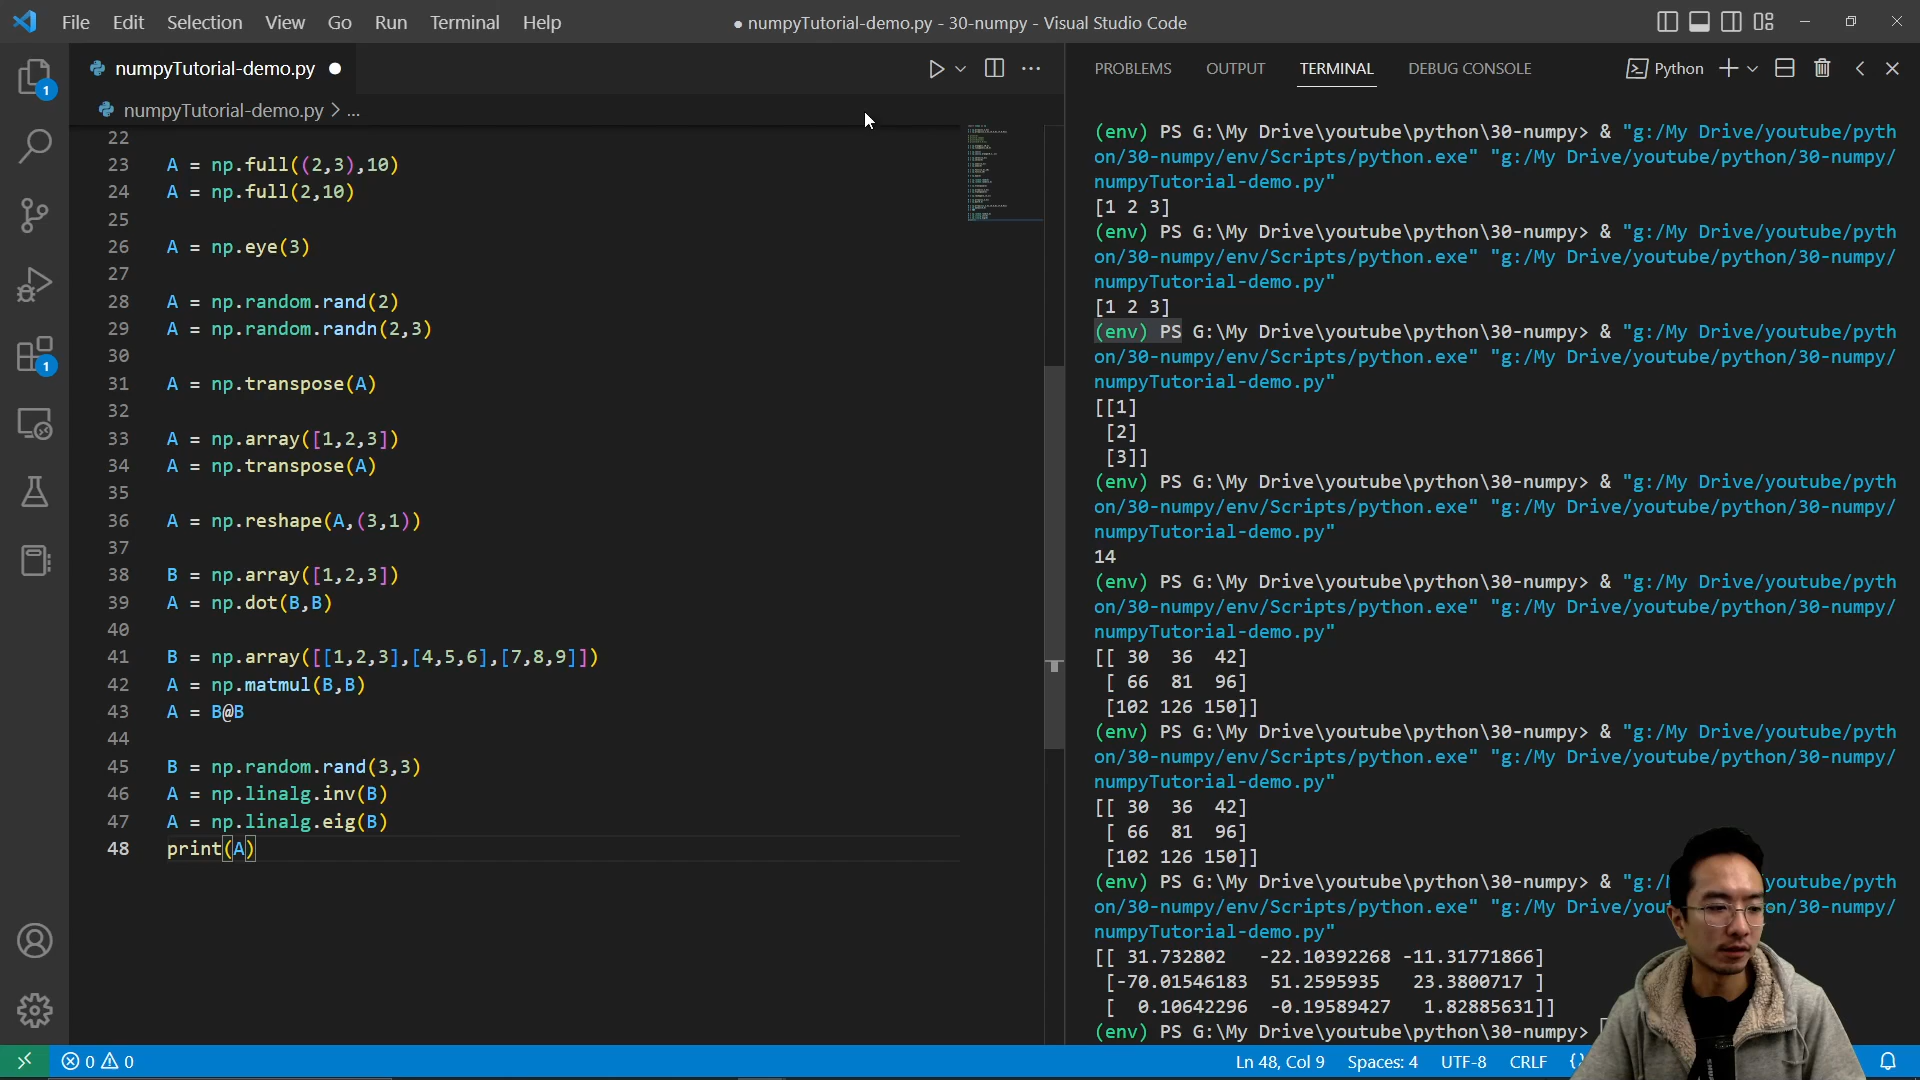 File Edit Selection View Go Run Terminal Help
● numpyTutorial-demo.py - 30-numpy - Visual Studio Code
numpyTutorial-demo.py ●
numpyTutorial-demo.py > ...
22
23 A = np.full((2,3),10)
24 A = np.full(2,10)
25
26 A = np.eye(3)
27
28 A = np.random.rand(2)
29 A = np.random.randn(2,3)
30
31 A = np.transpose(A)
32
33 A = np.array([1,2,3])
34 A = np.transpose(A)
35
36 A = np.reshape(A,(3,1))
37
38 B = np.array([1,2,3])
39 A = np.dot(B,B)
40
41 B = np.array([[1,2,3],[4,5,6],[7,8,9]])
42 A = np.matmul(B,B)
43 A = B@B
44
45 B = np.random.rand(3,3)
46 A = np.linalg.inv(B)
47 A = np.linalg.eig(B)
48 print(A)
1
1
PROBLEMS OUTPUT TERMINAL DEBUG CONSOLE
Python
(env) PS G:\My Drive\youtube\python\30-numpy> & "g:/My Drive/youtube/pyth
on/30-numpy/env/Scripts/python.exe" "g:/My Drive/youtube/python/30-numpy/
numpyTutorial-demo.py"
[1 2 3]
(env) PS G:\My Drive\youtube\python\30-numpy> & "g:/My Drive/youtube/pyth
on/30-numpy/env/Scripts/python.exe" "g:/My Drive/youtube/python/30-numpy/
numpyTutorial-demo.py"
[1 2 3]
(env) PS G:\My Drive\youtube\python\30-numpy> & "g:/My Drive/youtube/pyth
on/30-numpy/env/Scripts/python.exe" "g:/My Drive/youtube/python/30-numpy/
numpyTutorial-demo.py"
[[1]
[2]
[3]]
(env) PS G:\My Drive\youtube\python\30-numpy> & "g:/My Drive/youtube/pyth
on/30-numpy/env/Scripts/python.exe" "g:/My Drive/youtube/python/30-numpy/
numpyTutorial-demo.py"
14
(env) PS G:\My Drive\youtube\python\30-numpy> & "g:/My Drive/youtube/pyth
on/30-numpy/env/Scripts/python.exe" "g:/My Drive/youtube/python/30-numpy/
numpyTutorial-demo.py"
[[ 30 36 42]
[ 66 81 96]
[102 126 150]]
(env) PS G:\My Drive\youtube\python\30-numpy> & "g:/My Drive/youtube/pyth
on/30-numpy/env/Scripts/python.exe" "g:/My Drive/youtube/python/30-numpy/
numpyTutorial-demo.py"
[[ 30 36 42]
[ 66 81 96]
[102 126 150]]
(env) PS G:\My Drive\youtube\python\30-numpy> & "g:/ youtube/pyth
on/30-numpy/env/Scripts/python.exe" "g:/My Drive/you on/30-numpy/
numpyTutorial-demo.py"
[[ 31.732802 -22.10392268 -11.31771866]
[-70.01546183 51.2595935 23.3800717 ]
[ 0.10642296 -0.19589427 1.82885631]]
(env) PS G:\My Drive\youtube\python\30-numpy>
0 0 Ln 48, Col 9 Spaces: 4 UTF-8 CRLF